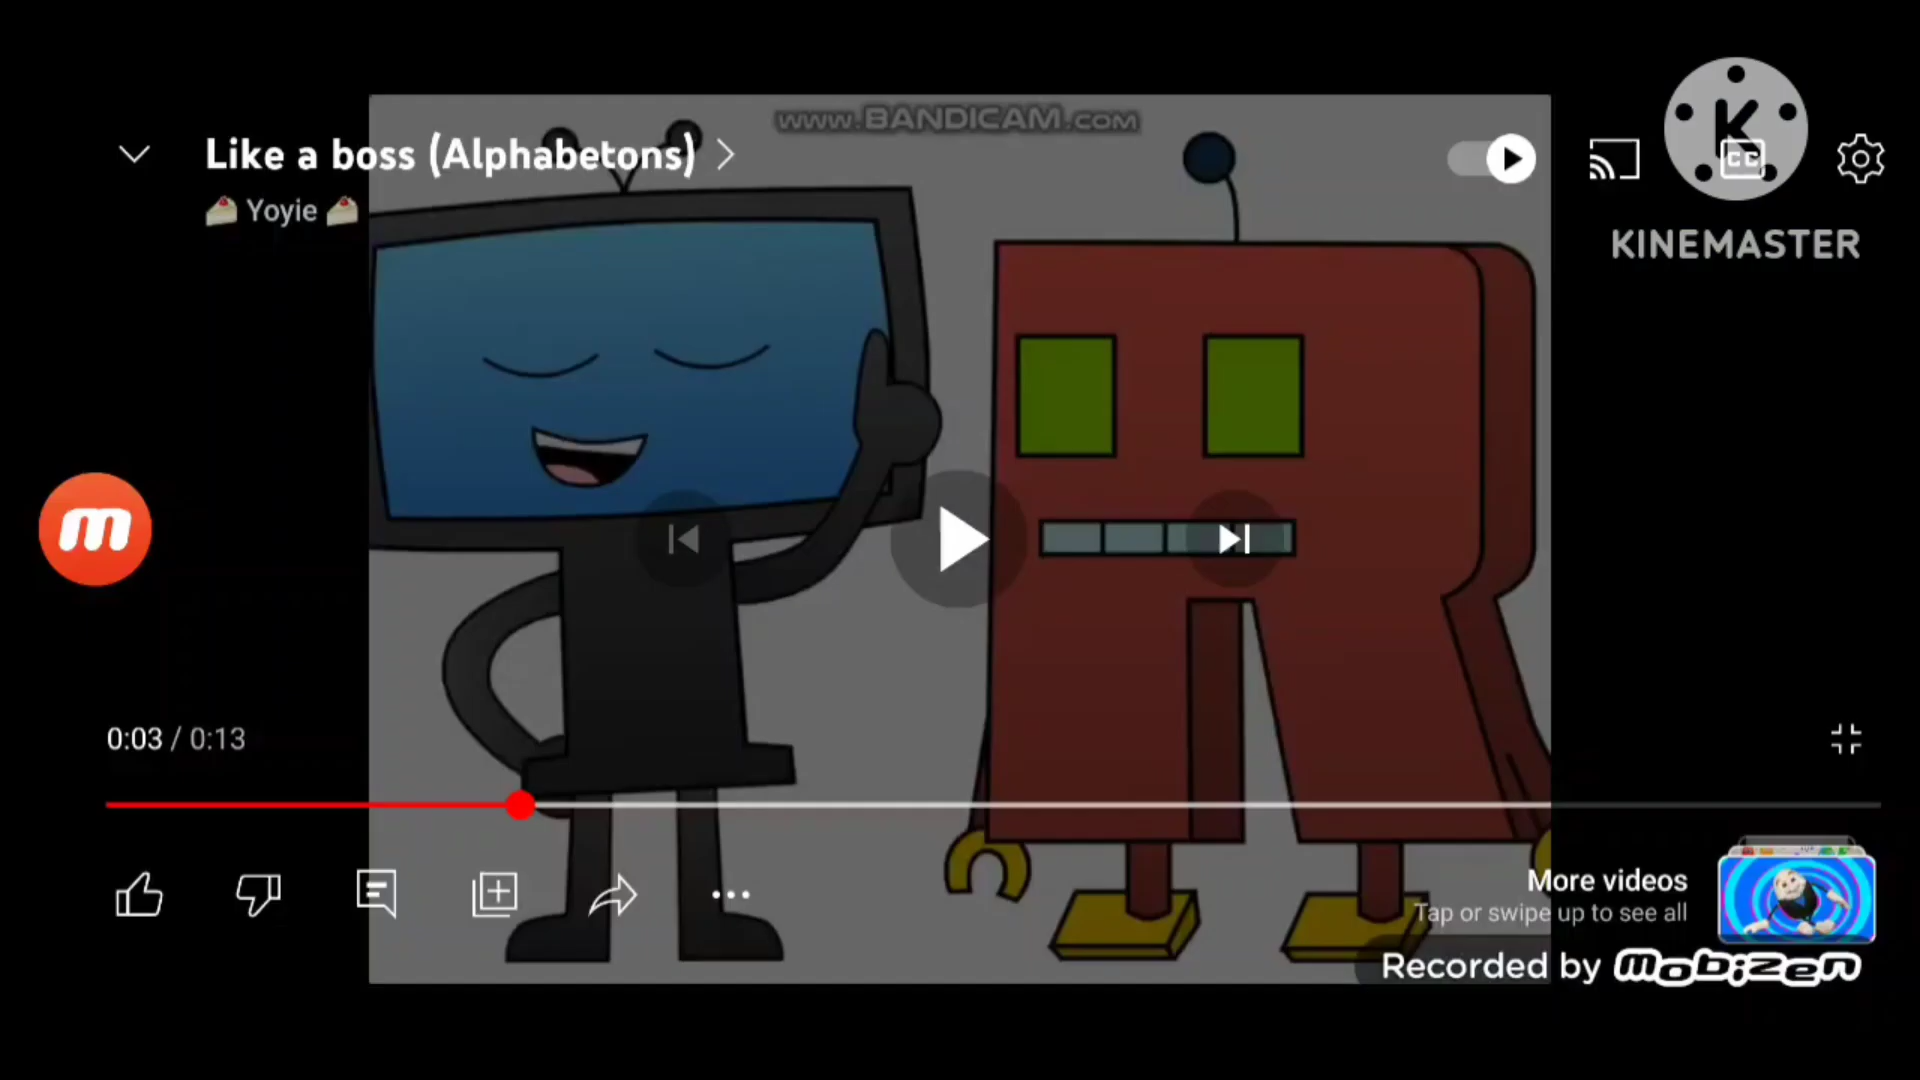 www.BANDICAM.com
Like a boss (Alphabetons)
🍰 Yoyie 🍰
K
CC
KINEMASTER
m
0:03 / 0:13
More videos
Tap or swipe up to see all
Recorded by mobizen